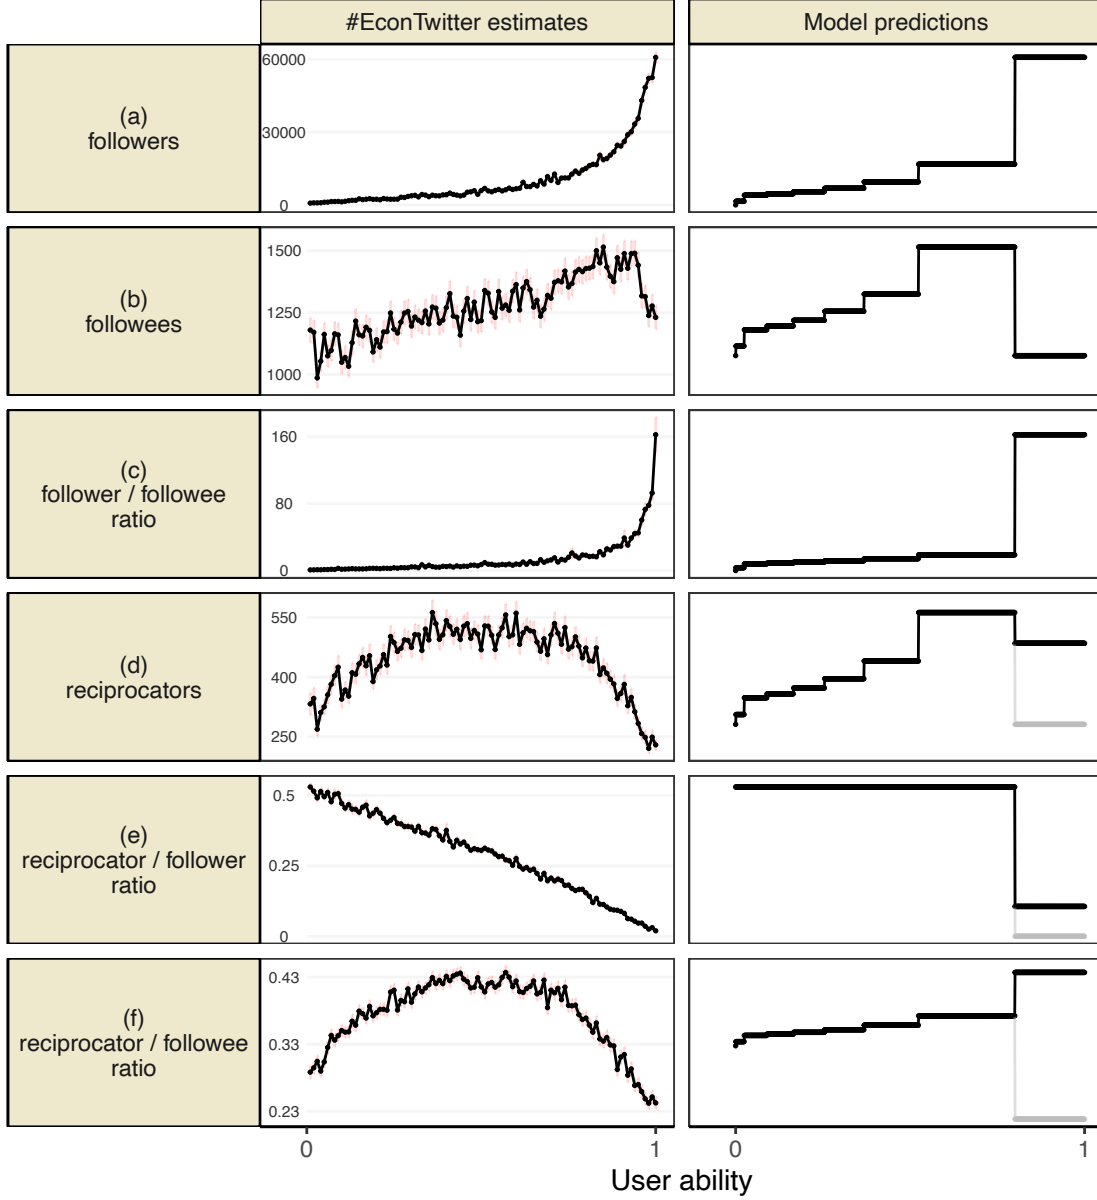 #EconTwitter estimates
Model predictions
(a)
followers
60000
30000
0
(b)
followees
1500
1250
1000
(c)
follower / followee
ratio
160
80
0
(d)
reciprocators
550
400
250
(e)
reciprocator / follower
ratio
0.5
0.25
0
(f)
reciprocator / followee
ratio
0.43
0.33
0.23
0
1
0
1
User ability